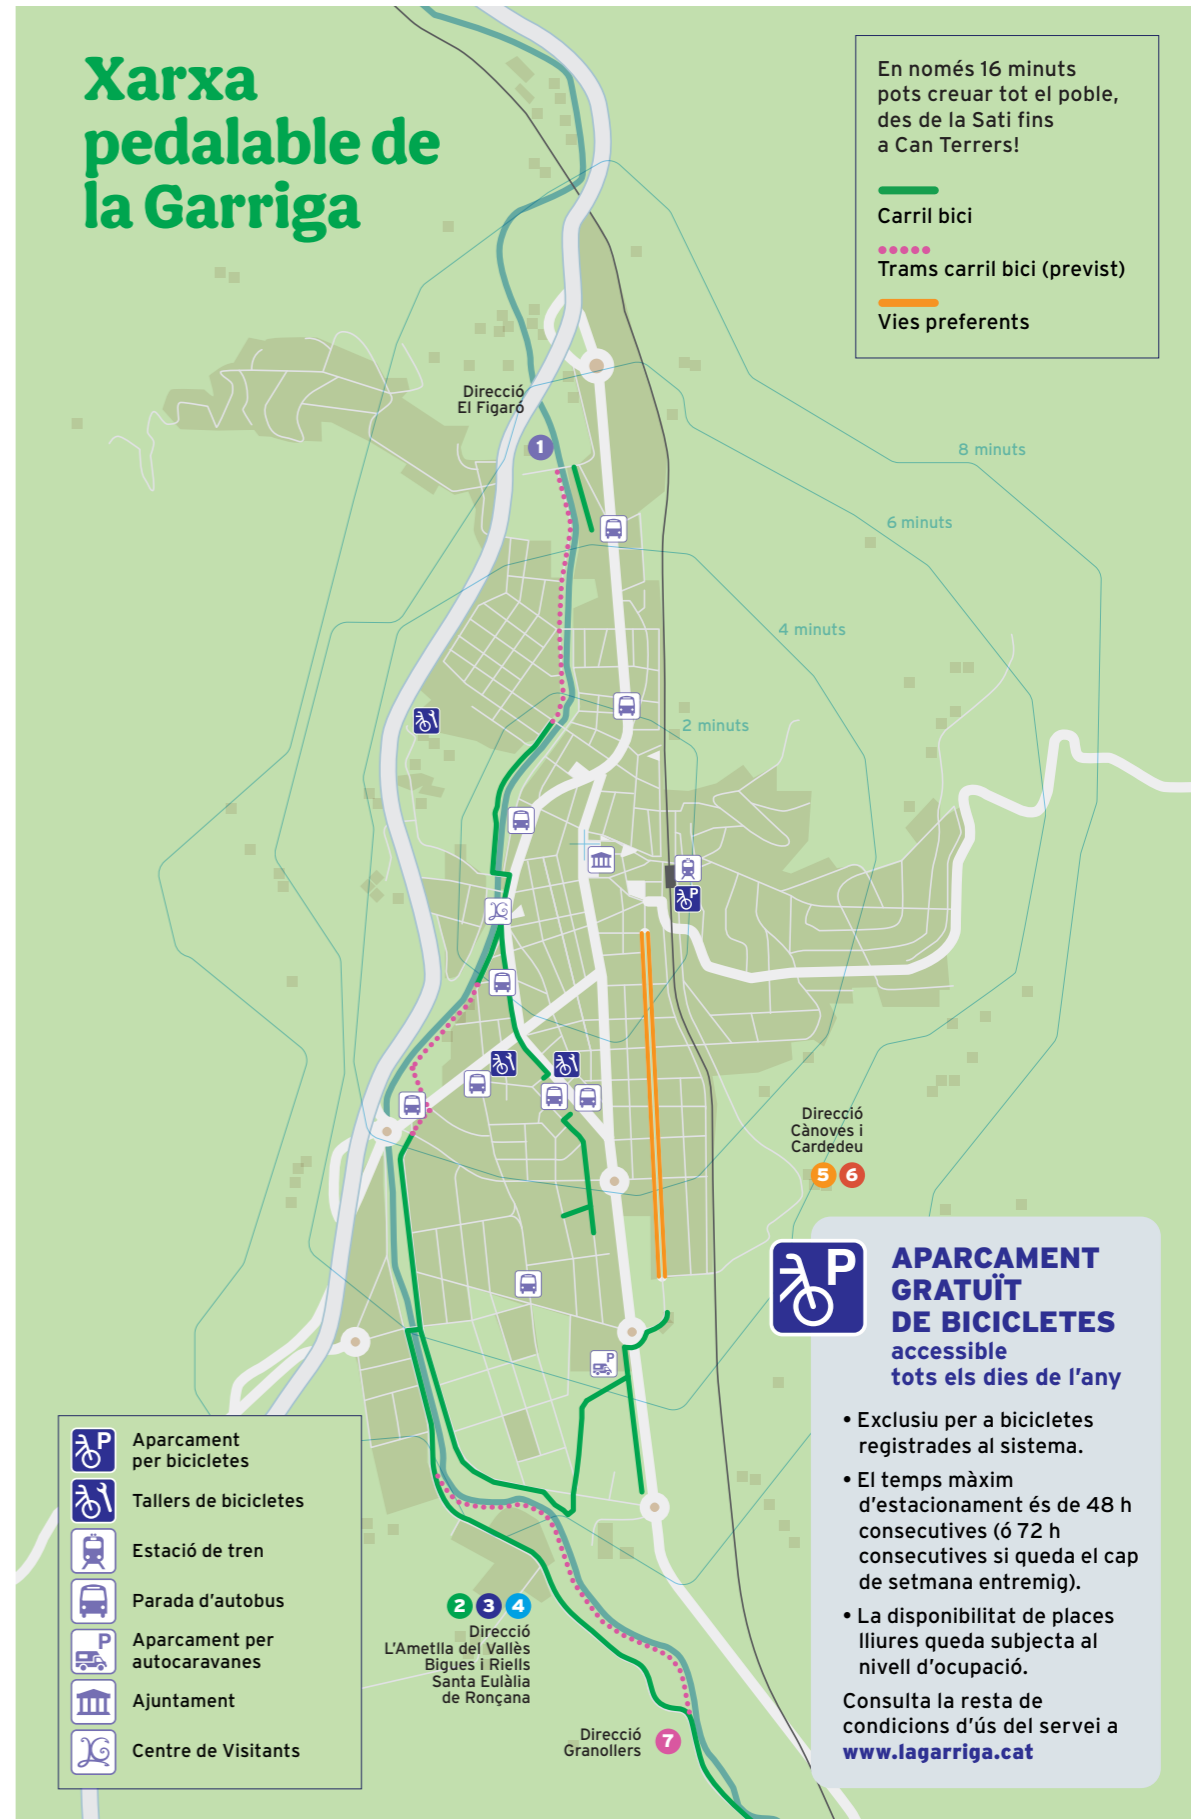 Xarxa
pedalable de
la Garriga
En només 16 minuts
pots creuar tot el poble,
des de la Sati fins
a Can Terrers!
Carril bici
Trams carril bici (previst)
Vies preferents
Direcció
El Figaró
1
8 minuts
6 minuts
4 minuts
2 minuts
P
Direcció
Cànoves i
Cardedeu
5 6
P
P
APARCAMENT
GRATUÏT
DE BICICLETES
accessible
tots els dies de l'any
• Exclusiu per a bicicletes
registrades al sistema.
• El temps màxim
d'estacionament és de 48 h
consecutives (ó 72 h
consecutives si queda el cap
de setmana entremig).
• La disponibilitat de places
lliures queda subjecta al
nivell d'ocupació.
Consulta la resta de
condicions d'ús del servei a
www.lagarriga.cat
P
Aparcament
per bicicletes
Tallers de bicicletes
Estació de tren
Parada d'autobus
P
Aparcament per
autocaravanes
Ajuntament
Centre de Visitants
2 3 4
Direcció
L'Ametlla del Vallès
Bigues i Riells
Santa Eulàlia
de Ronçana
Direcció
Granollers
7